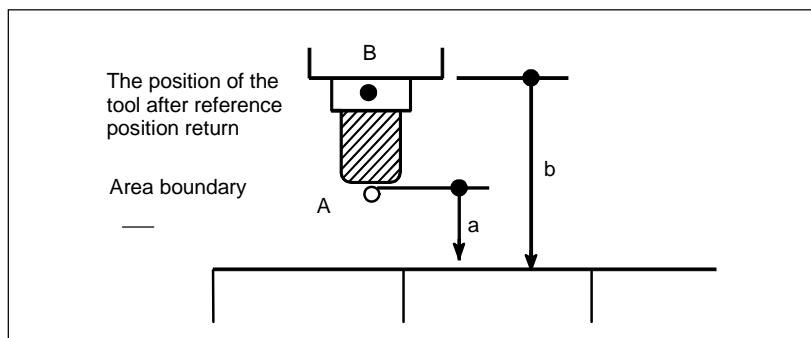 B
The position of the
tool after reference
position return
b
Area boundary
A
a